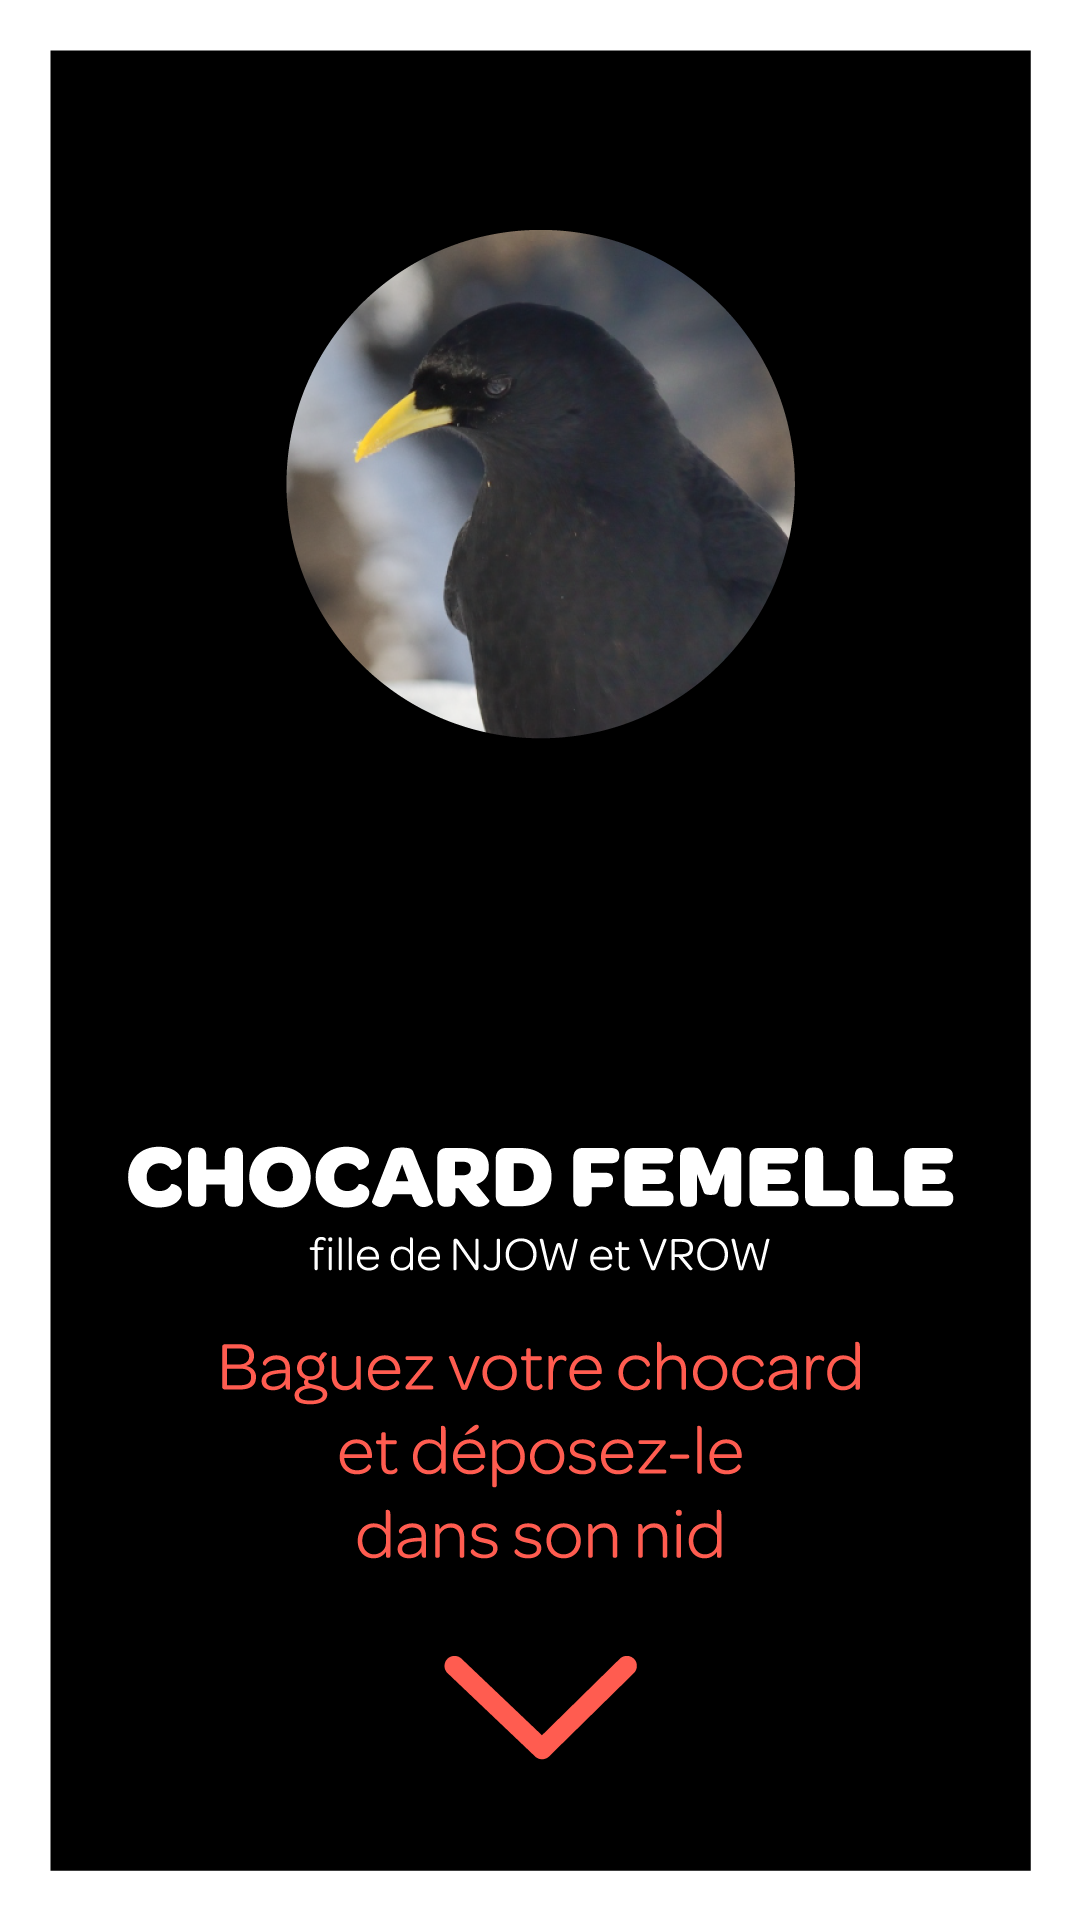 CHOCARD FEMELLE
fille de NJOW et VROW
Baguez votre chocard
et déposez-le
dans son nid